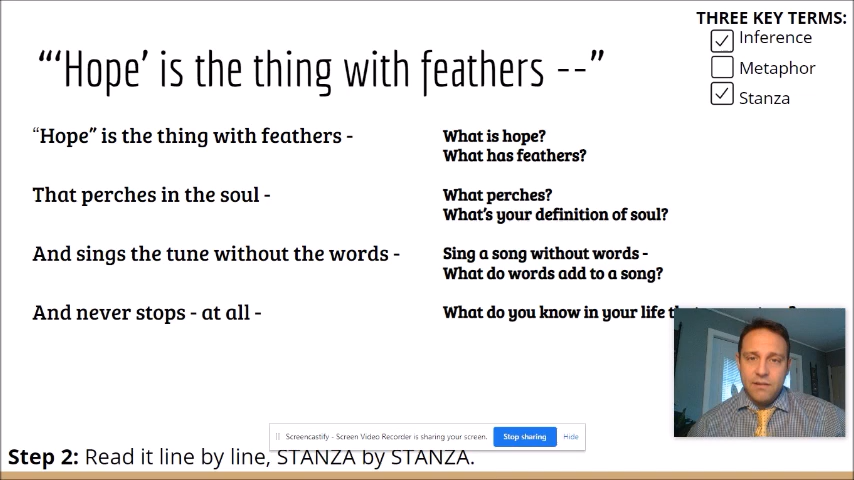 THREE KEY TERMS:
Inference
Metaphor
Stanza
“‘Hope’ is the thing with feathers --”
“Hope” is the thing with feathers -
What is hope?
What has feathers?
That perches in the soul -
What perches?
What's your definition of soul?
And sings the tune without the words -
Sing a song without words -
What do words add to a song?
And never stops - at all -
What do you know in your life
Screencastify - Screen Video Recorder is sharing your screen.
Stop sharing
Hide
Step 2: Read it line by line, STANZA by STANZA.